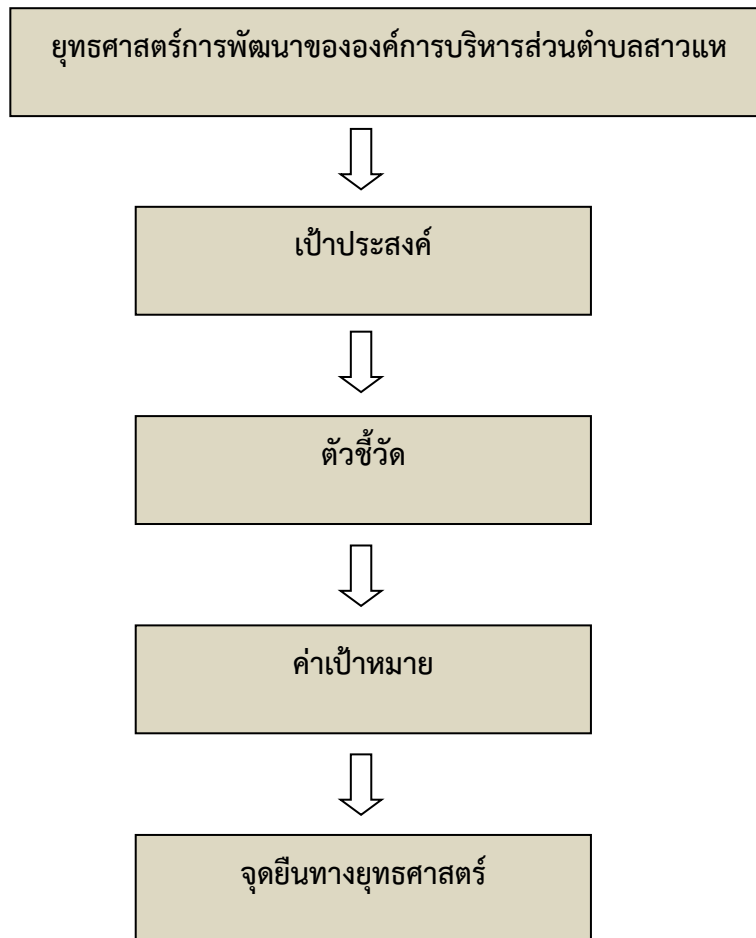 ยุทธศาสตร์การพัฒนาขององค์การบริหารส่วนตำบลสาวแห
เป้าประสงค์
ตัวชี้วัด
ค่าเป้าหมาย
จุดยืนทางยุทธศาสตร์